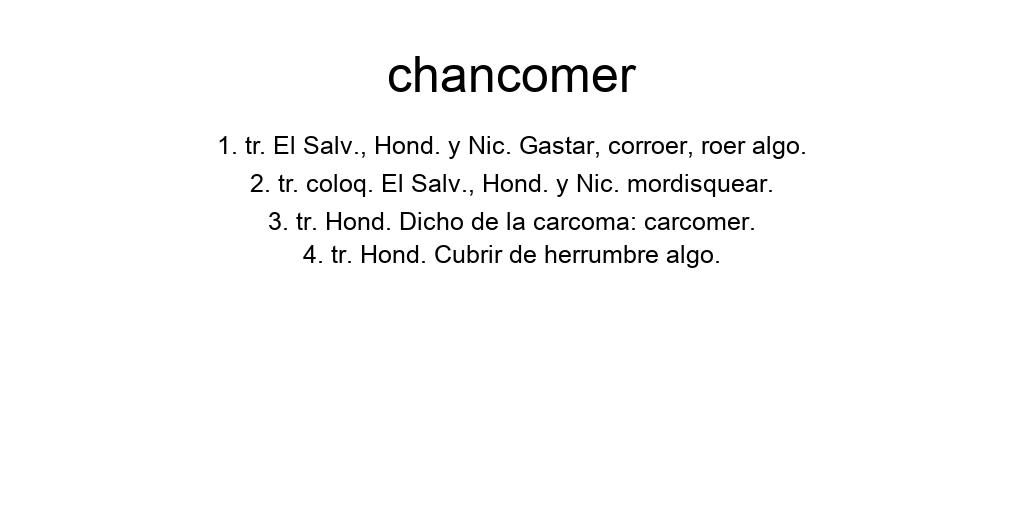 chancomer
1. tr. El Salv., Hond. y Nic. Gastar, corroer, roer algo.
2. tr. coloq. El Salv., Hond. y Nic. mordisquear.
3. tr. Hond. Dicho de la carcoma: carcomer.
4. tr. Hond. Cubrir de herrumbre algo.